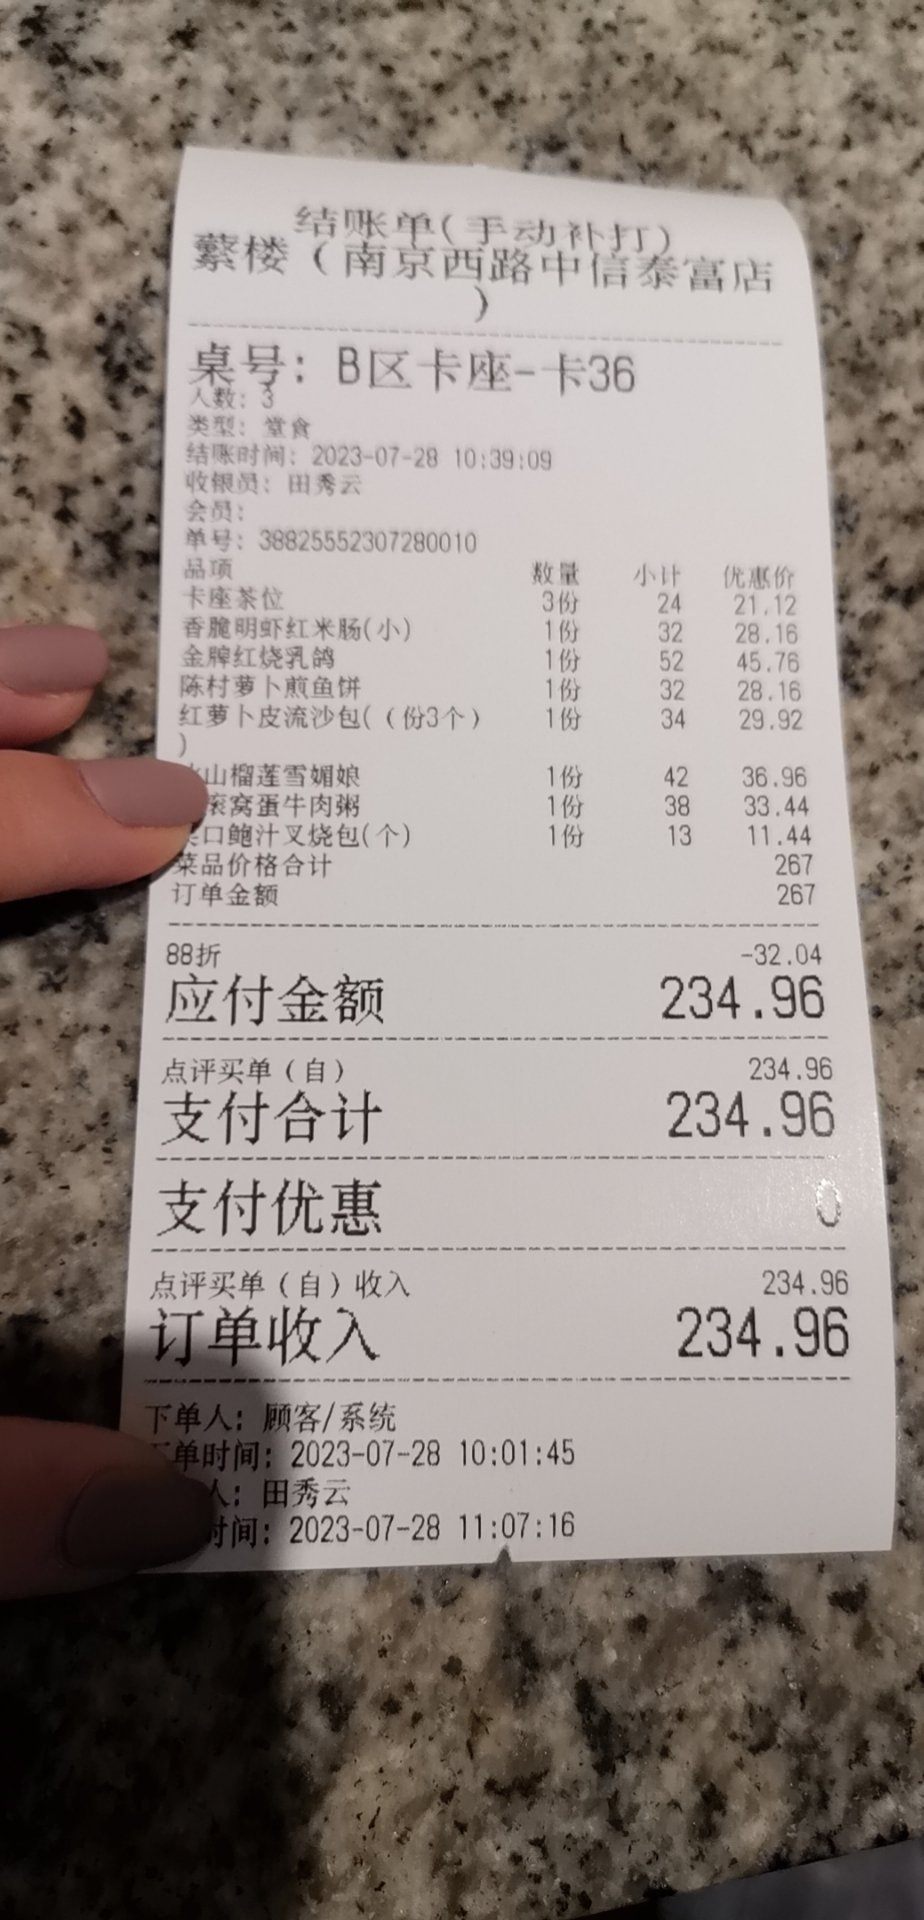 结账单(手动补打)
蘩楼（南京西路中信泰富店
）
桌号: B区卡座-卡36
人数: 3
类型: 堂食
结账时间: 2023-07-28 10:39:09
收银员: 田秀云
会员:
单号: 38825552307280010
品项 数量 小计 优惠价
卡座茶位 3份 24 21.12
香脆明虾红米肠(小) 1份 32 28.16
金牌红烧乳鸽 1份 52 45.76
陈村萝卜煎鱼饼 1份 32 28.16
红萝卜皮流沙包(（份3个） 1份 34 29.92
)
山榴莲雪媚娘 1份 42 36.96
滚窝蛋牛肉粥 1份 38 33.44
口鲍汁叉烧包(个) 1份 13 11.44
菜品价格合计 267
订单金额 267
88折 -32.04
应付金额 234.96
点评买单（自） 234.96
支付合计 234.96
支付优惠 0
点评买单（自）收入 234.96
订单收入 234.96
下单人: 顾客/系统
单时间: 2023-07-28 10:01:45
人: 田秀云
时间: 2023-07-28 11:07:16